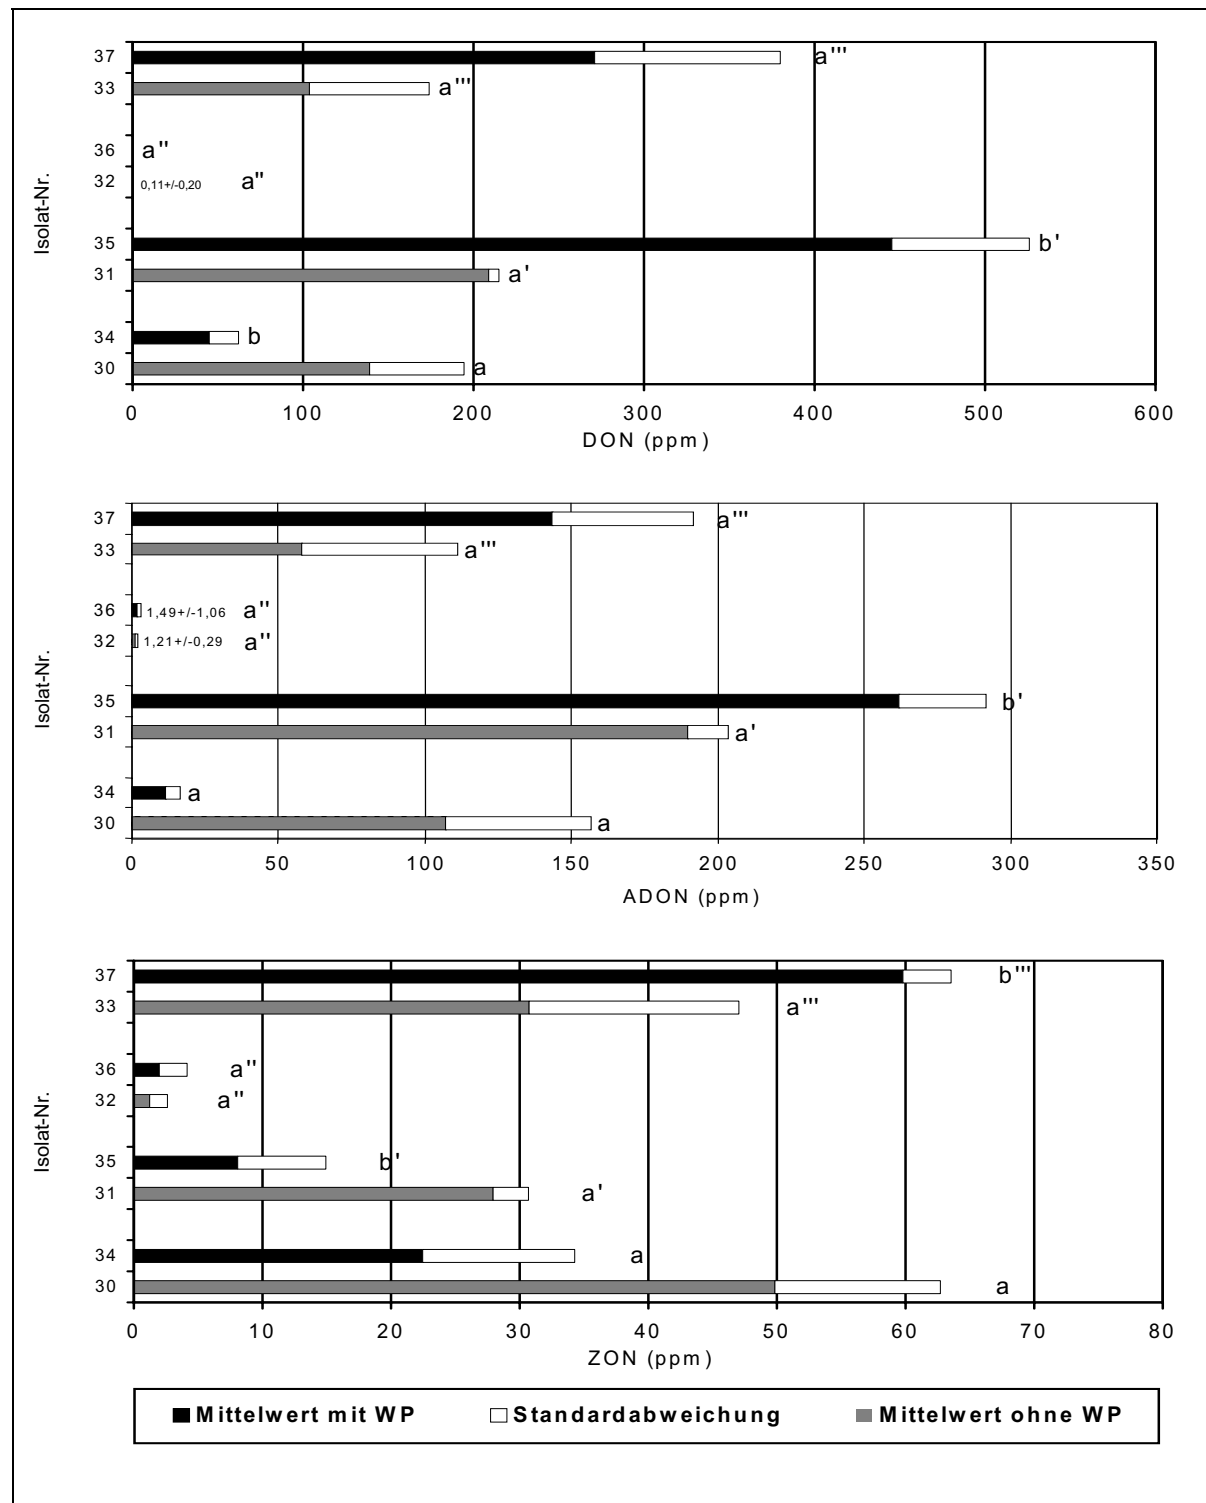 37 a'''
33 a'''
36 a''
32 0,11+/-0,20 a''
35 b'
31 a'
34 b
30 a
Isolat-Nr.
0 100 200 300 400 500 600
DON (ppm)
37 a'''
33 a'''
36 1,49+/-1,06 a''
32 1,21+/-0,29 a''
35 b'
31 a'
34 a
30 a
Isolat-Nr.
0 50 100 150 200 250 300 350
ADON (ppm)
37 b'''
33 a'''
36 a''
32 a''
35 b'
31 a'
34 a
30 a
Isolat-Nr.
0 10 20 30 40 50 60 70 80
ZON (ppm)
Mittelwert mit WP Standardabweichung Mittelwert ohne WP